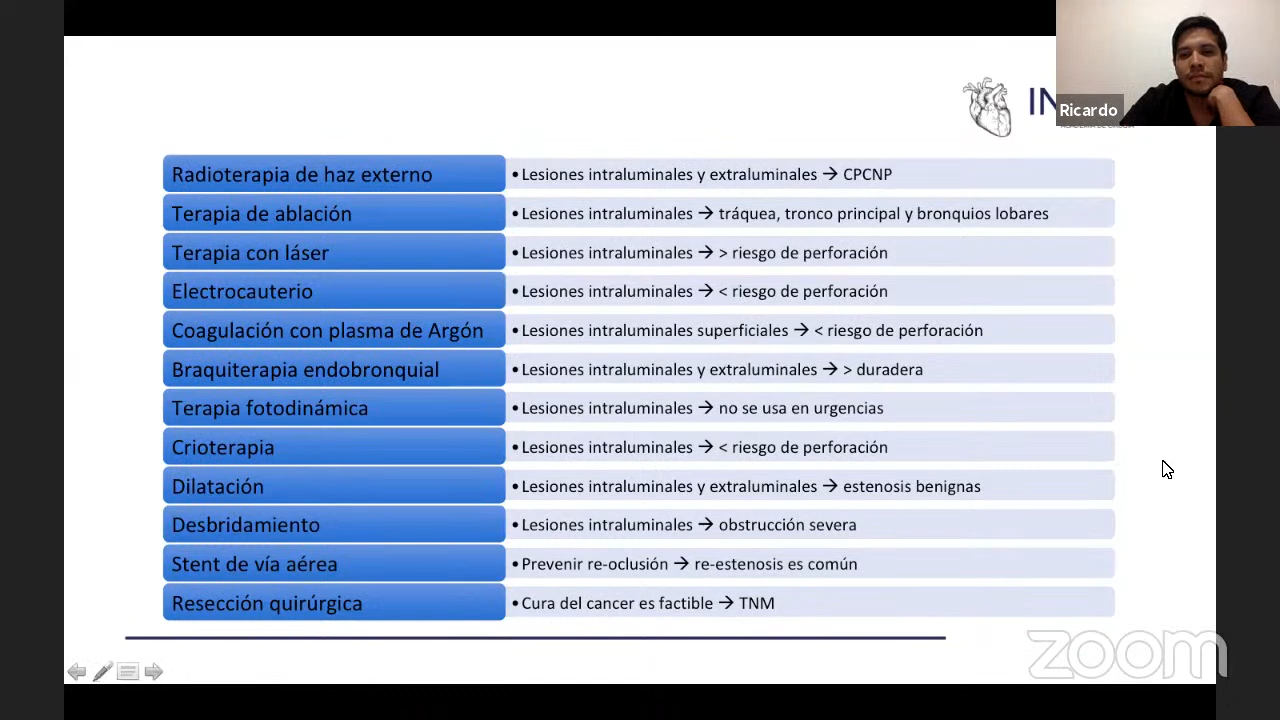 Ricardo
Radioterapia de haz externo
• Lesiones intraluminales y extraluminales → CPCNP
Terapia de ablación
• Lesiones intraluminales → tráquea, tronco principal y bronquios lobares
Terapia con láser
• Lesiones intraluminales → > riesgo de perforación
Electrocauterio
• Lesiones intraluminales → < riesgo de perforación
Coagulación con plasma de Argón
• Lesiones intraluminales superficiales → < riesgo de perforación
Braquiterapia endobronquial
• Lesiones intraluminales y extraluminales → > duradera
Terapia fotodinámica
• Lesiones intraluminales → no se usa en urgencias
Crioterapia
• Lesiones intraluminales → < riesgo de perforación
Dilatación
• Lesiones intraluminales y extraluminales → estenosis benignas
Desbridamiento
• Lesiones intraluminales → obstrucción severa
Stent de vía aérea
• Prevenir re-oclusión → re-estenosis es común
Resección quirúrgica
• Cura del cancer es factible → TNM
zoom